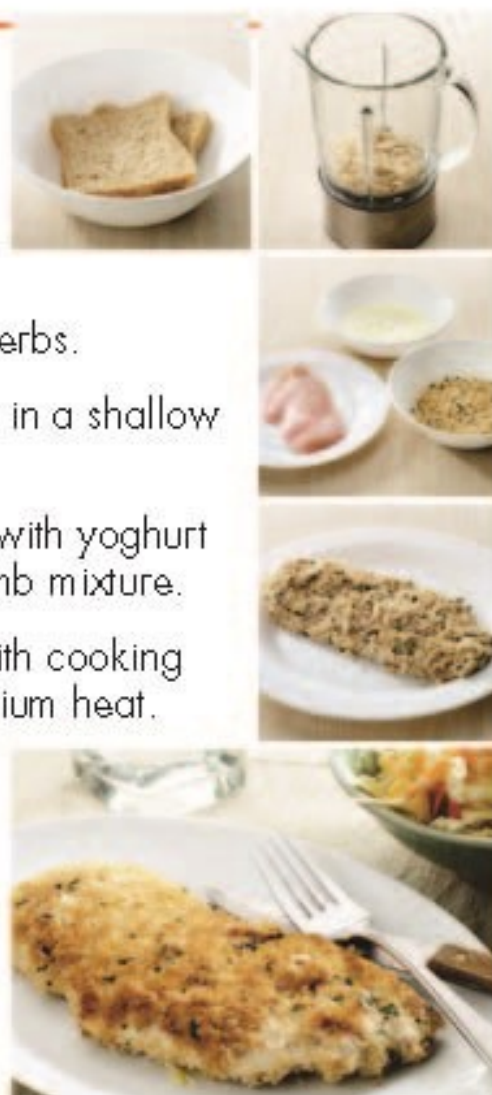 erbs.
in a shallow
with yoghurt
nb mixture.
ith cooking
ium heat.